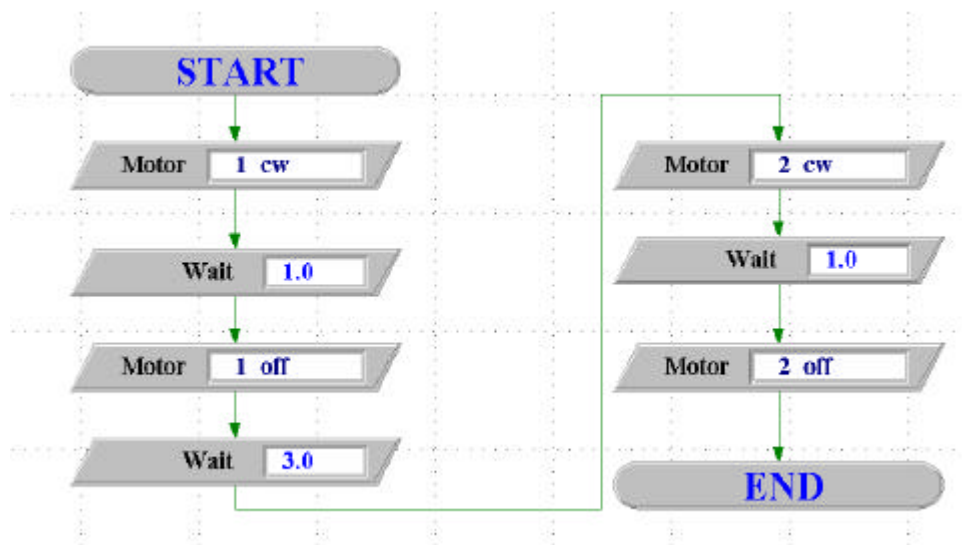 START
Motor 1 cw
Wait 1.0
Motor 1 off
Wait 3.0
Motor 2 cw
Wait 1.0
Motor 2 off
END